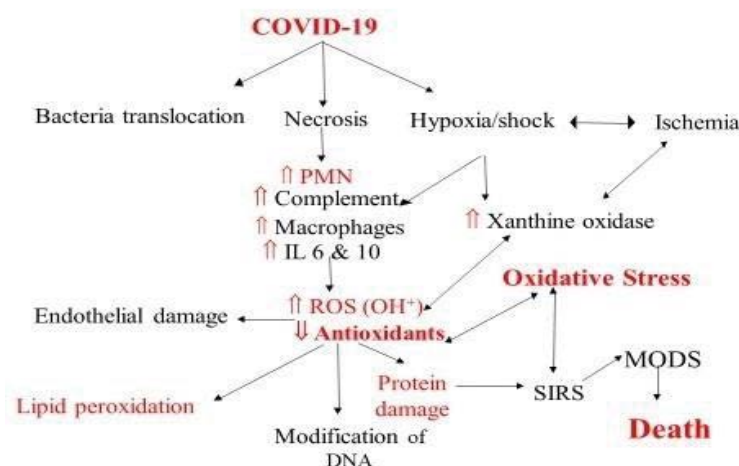 COVID-19
Bacteria translocation
Necrosis
Hypoxia/shock
Ischemia
⇑ PMN
⇑ Complement
⇑ Macrophages
⇑ IL 6 & 10
⇑ Xanthine oxidase
Oxidative Stress
Endothelial damage
⇑ ROS (OH⁺)
⇓ Antioxidants
Lipid peroxidation
Modification of
DNA
Protein
damage
SIRS
MODS
Death